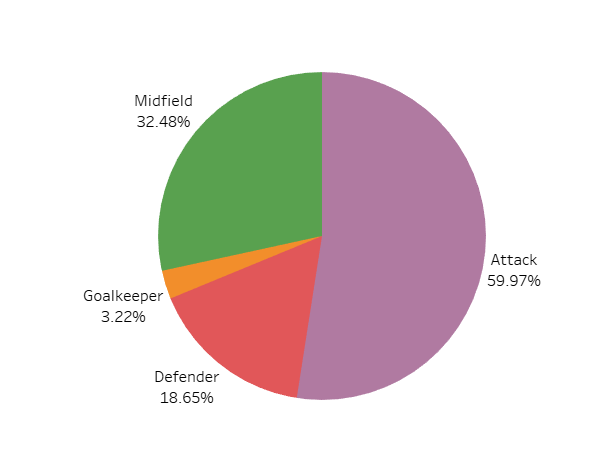 Midfield
32.48%
Attack
59.97%
Goalkeeper
3.22%
Defender
18.65%